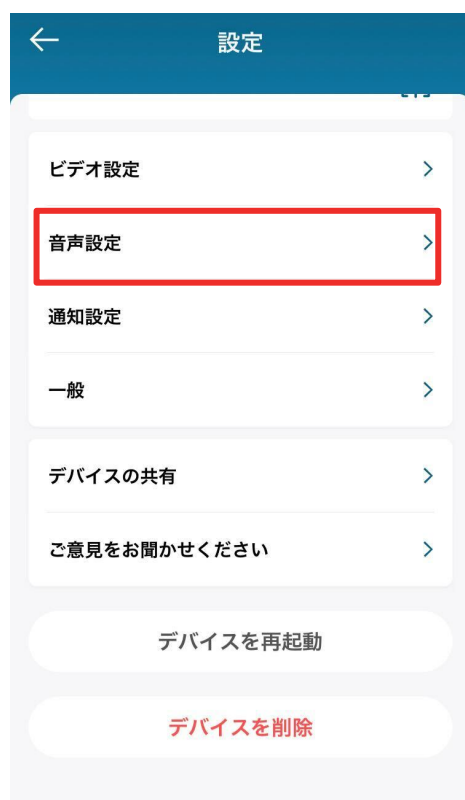 設定
ビデオ設定
音声設定
通知設定
一般
デバイスの共有
ご意見をお聞かせください
デバイスを再起動
デバイスを削除